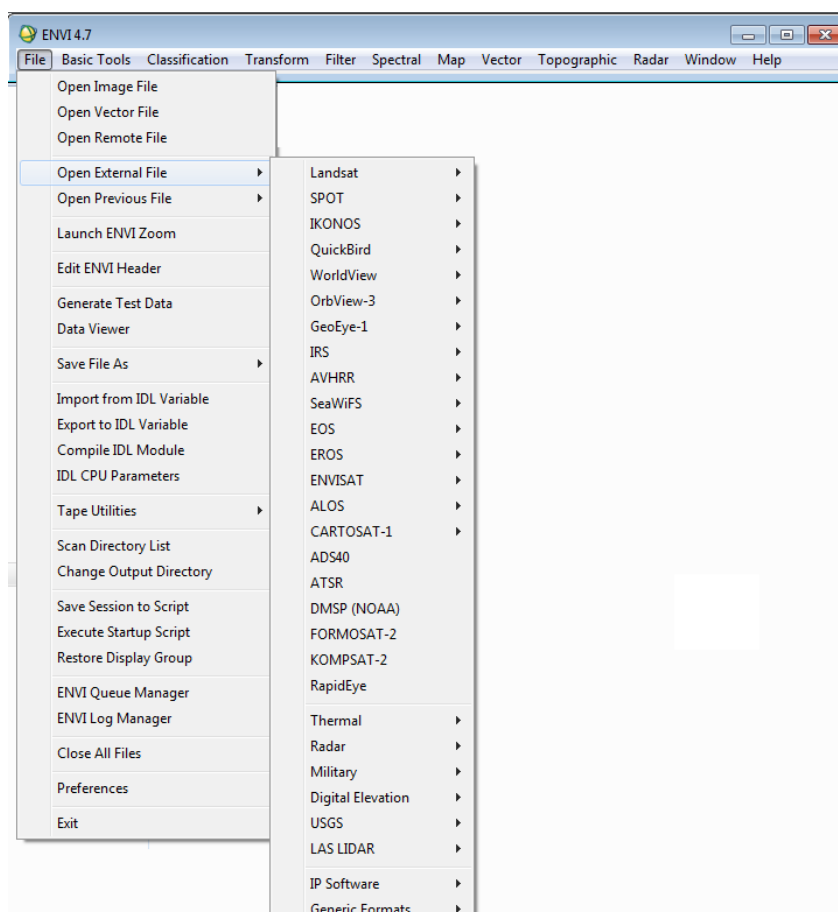 ENVI 4.7
File Basic Tools Classification Transform Filter Spectral Map Vector Topographic Radar Window Help
Open Image File
Open Vector File
Open Remote File
Open External File
Open Previous File
Launch ENVI Zoom
Edit ENVI Header
Generate Test Data
Data Viewer
Save File As
Import from IDL Variable
Export to IDL Variable
Compile IDL Module
IDL CPU Parameters
Tape Utilities
Scan Directory List
Change Output Directory
Save Session to Script
Execute Startup Script
Restore Display Group
ENVI Queue Manager
ENVI Log Manager
Close All Files
Preferences
Exit
Landsat
SPOT
IKONOS
QuickBird
WorldView
OrbView-3
GeoEye-1
IRS
AVHRR
SeaWiFS
EOS
EROS
ENVISAT
ALOS
CARTOSAT-1
ADS40
ATSR
DMSP (NOAA)
FORMOSAT-2
KOMPSAT-2
RapidEye
Thermal
Radar
Military
Digital Elevation
USGS
LAS LIDAR
IP Software
Generic Formats